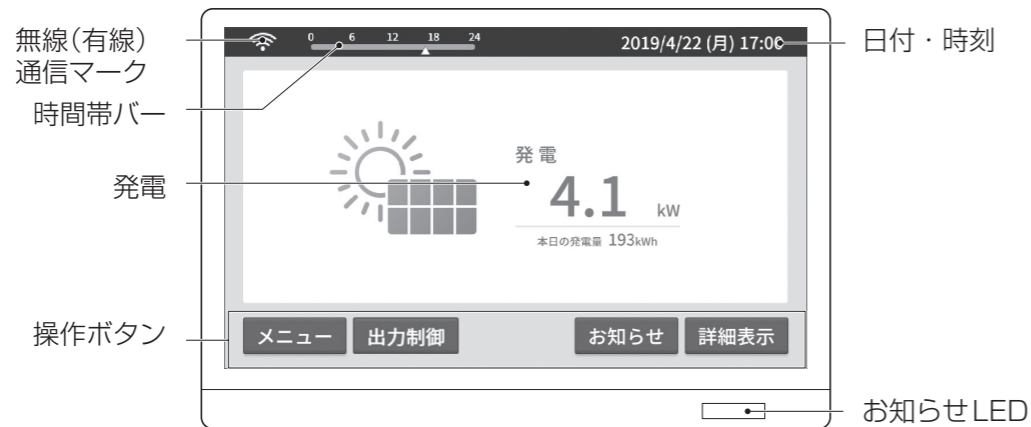 無線(有線)
通信マーク
時間帯バー
発電
操作ボタン
0 6 12 18 24
2019/4/22 (月) 17:00
発電
4.1 kW
本日の発電量 193kWh
メニュー 出力制御 お知らせ 詳細表示
日付・時刻
お知らせLED